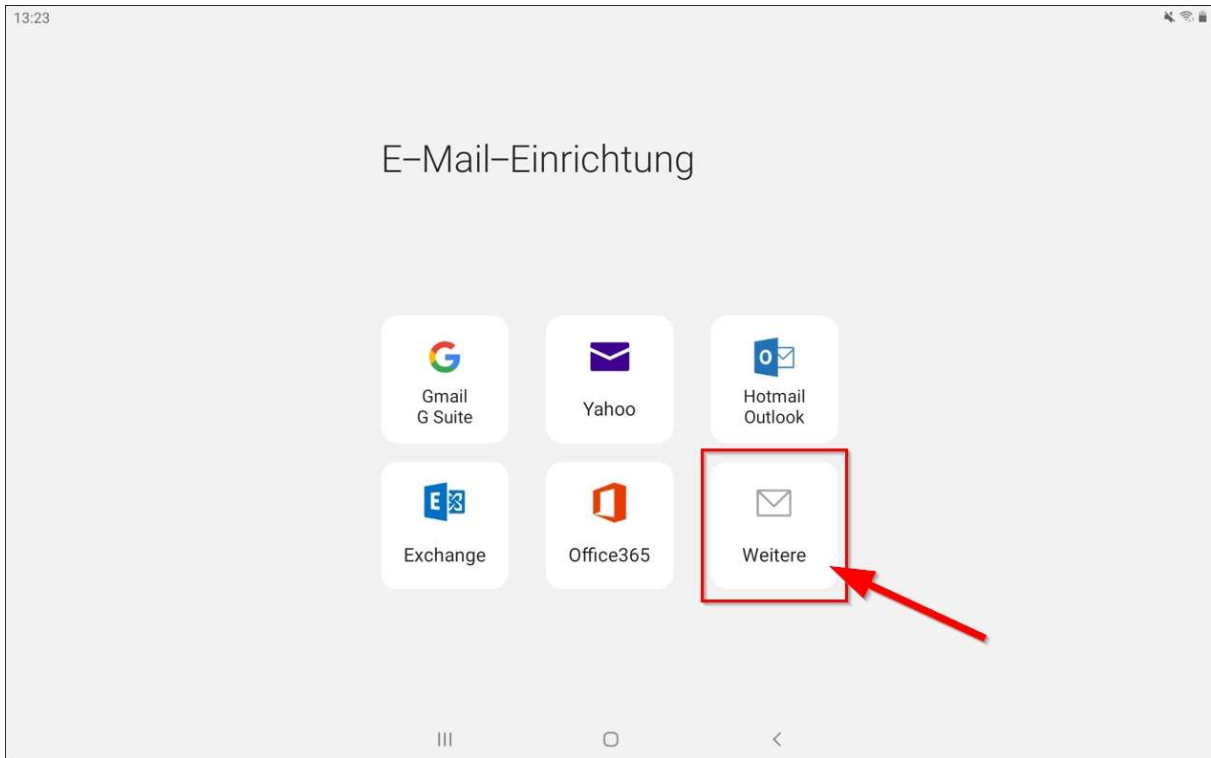 13:23
E-Mail-Einrichtung
Gmail
G Suite
Yahoo
Hotmail
Outlook
Exchange
Office365
Weitere